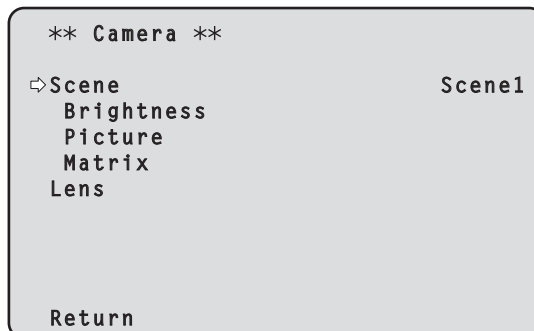 ** Camera **
⇨Scene Scene1
Brightness
Picture
Matrix
Lens
Return